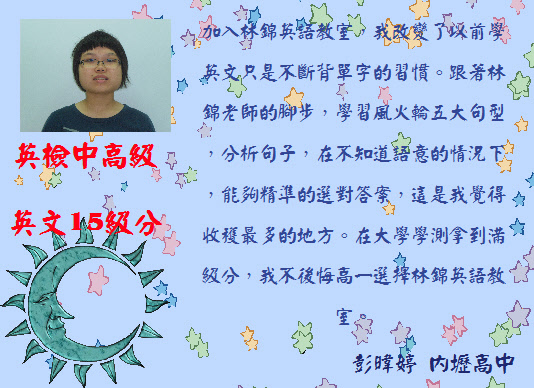 加入林錦英語教室，我改變了以前學
英文只是不斷背單字的習慣。跟著林
錦老師的腳步，學習風火輪五大句型
，分析句子，在不知道語意的情況下
，能夠精準的選對答案，這是我覺得
收穫最多的地方。在大學學測拿到滿
級分，我不後悔高一選擇林錦英語教
室。
彭暐婷 內壢高中
英檢中高級
英文15級分